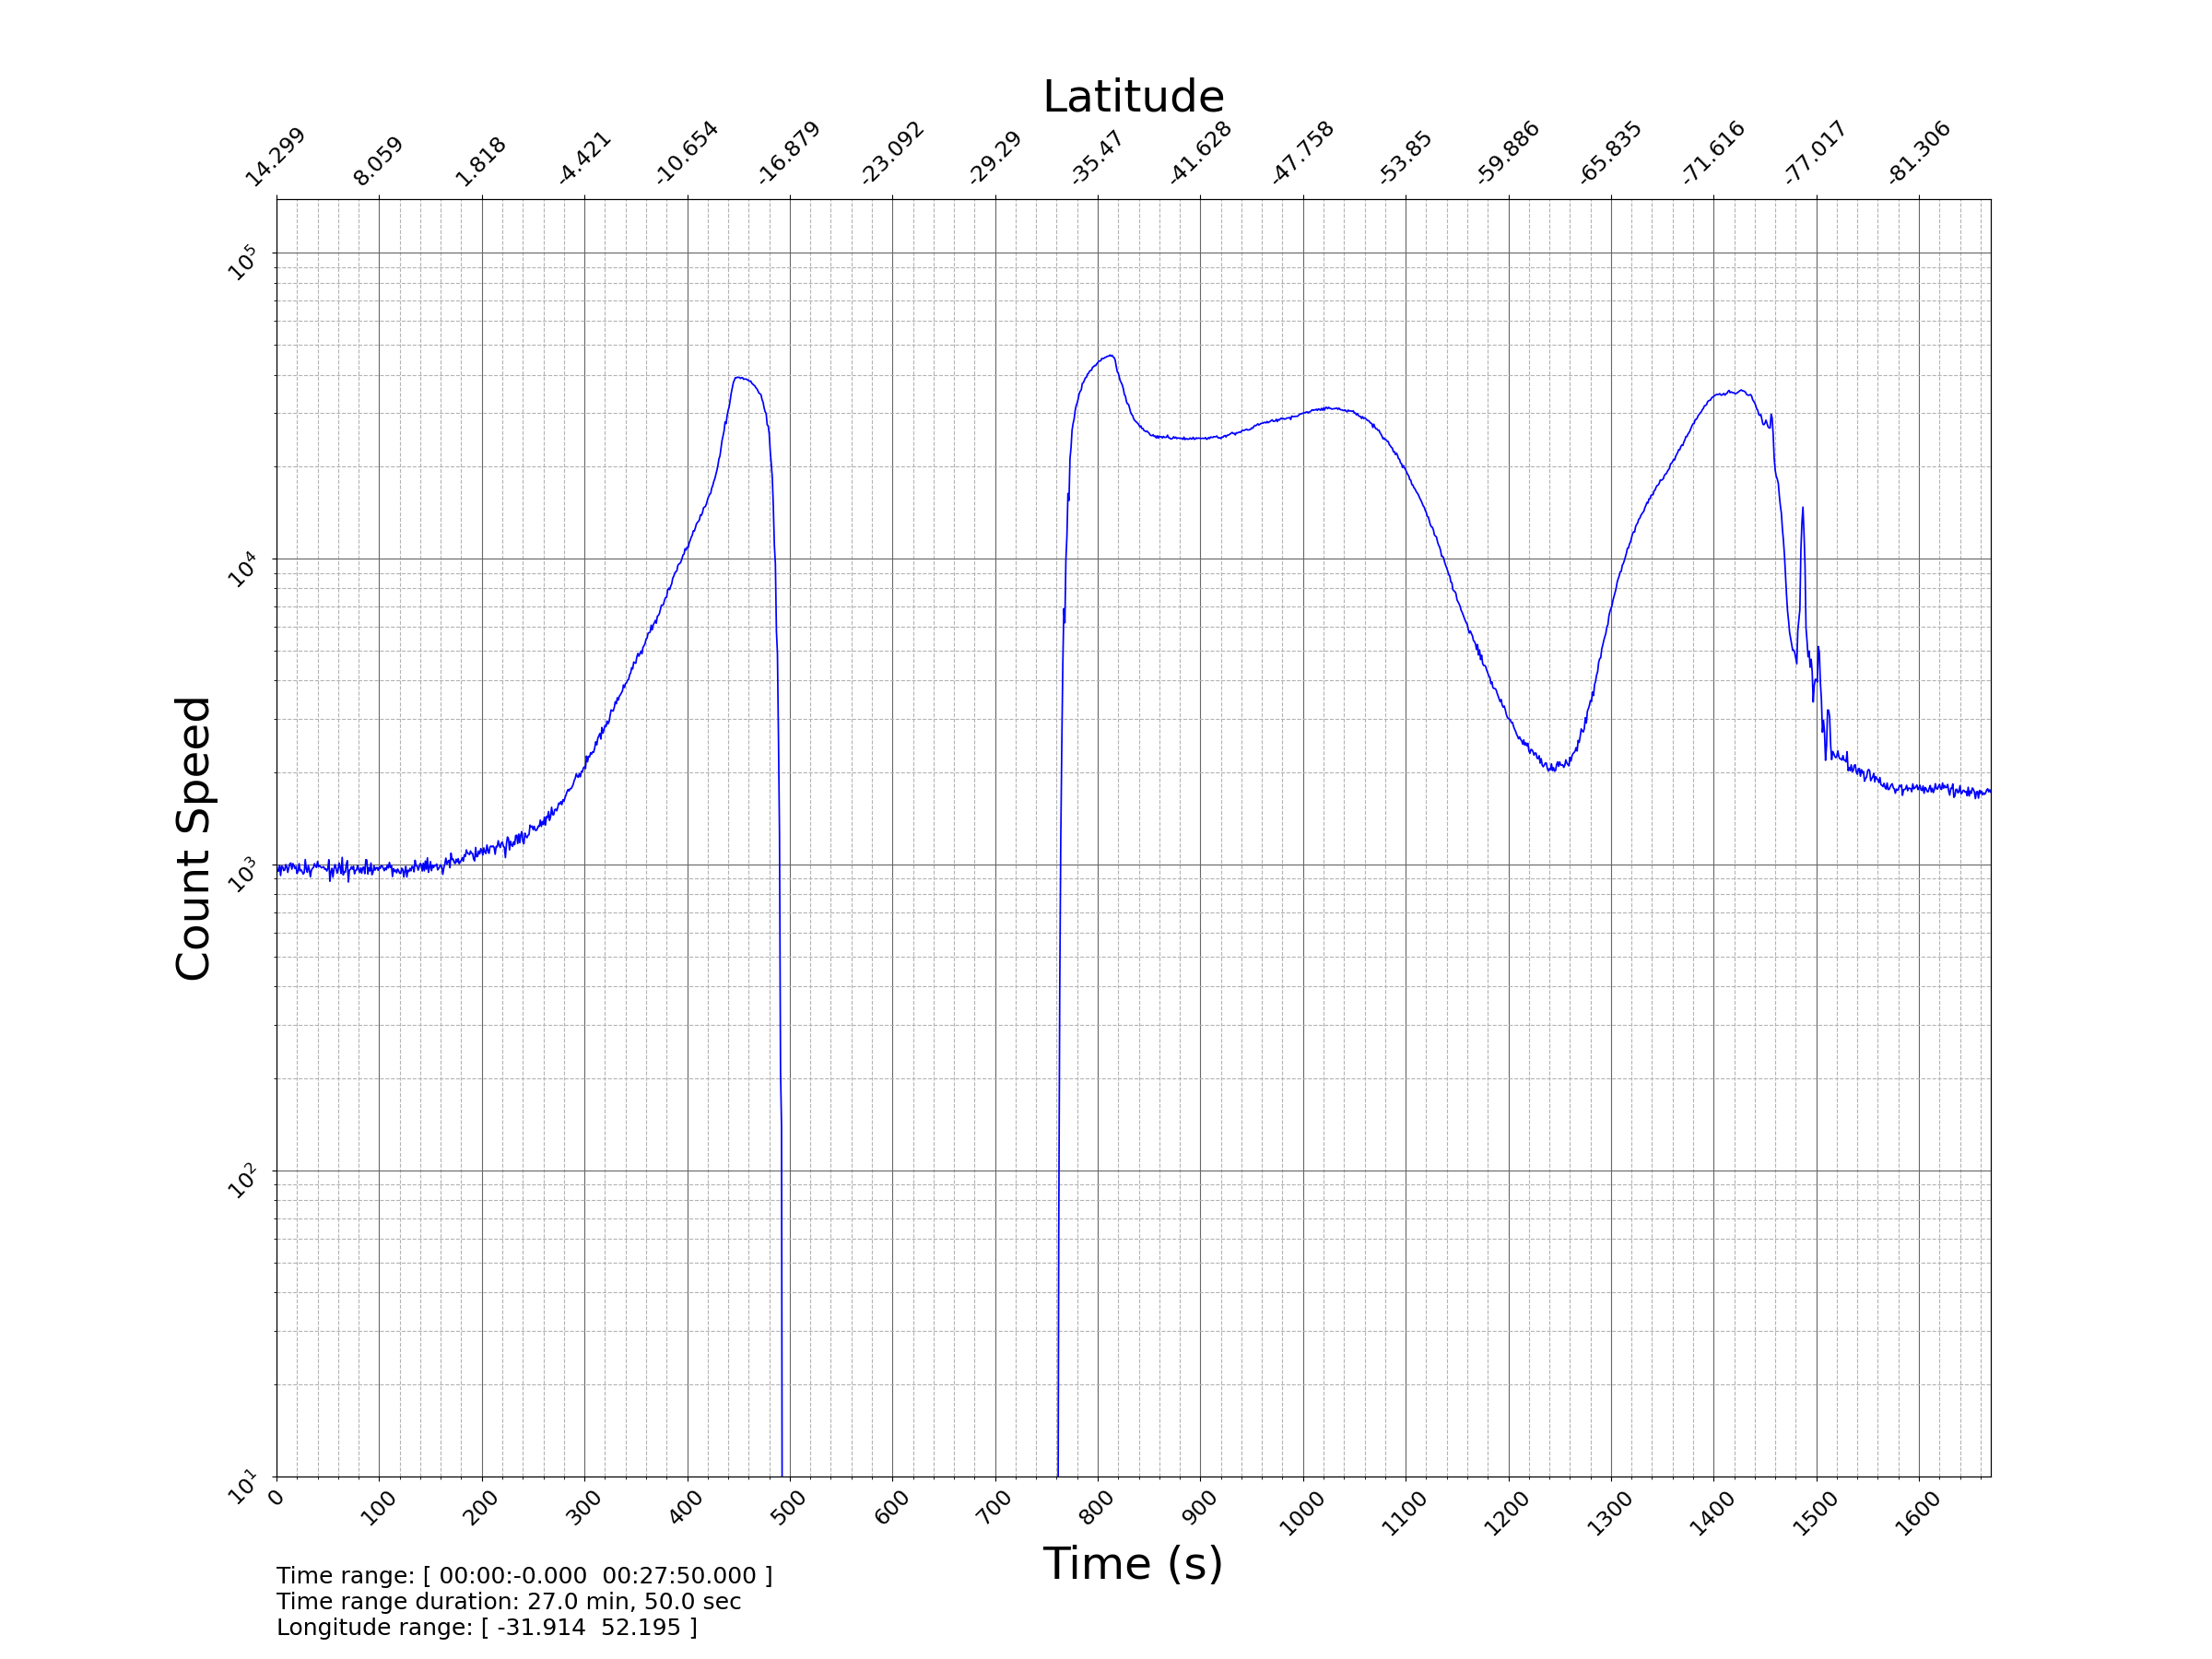 Latitude
14.299 8.059 1.818 -4.421 -10.654 -16.879 -23.092 -29.29 -35.47 -41.628 -47.758 -53.85 -59.886 -65.835 -71.616 -77.017 -81.306
10^5
10^4
10^3
10^2
10^1
Count Speed
0 100 200 300 400 500 600 700 800 900 1000 1100 1200 1300 1400 1500 1600
Time (s)
Time range: [ 00:00:-0.000 00:27:50.000 ]
Time range duration: 27.0 min, 50.0 sec
Longitude range: [ -31.914 52.195 ]